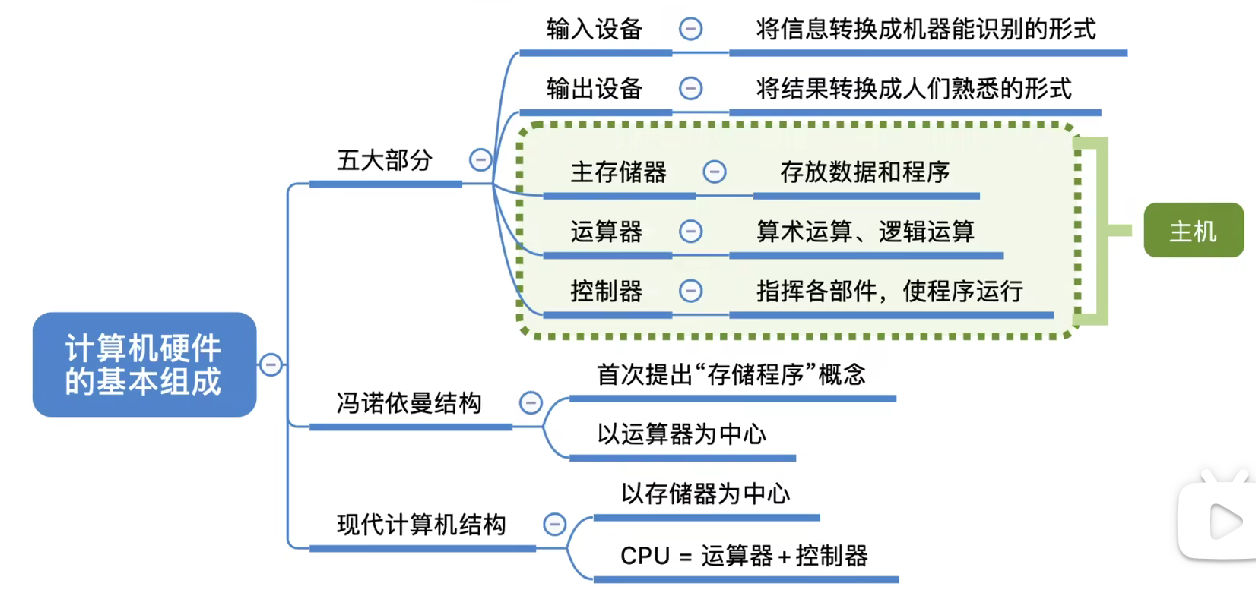 输入设备
将信息转换成机器能识别的形式
输出设备
将结果转换成人们熟悉的形式
五大部分
主存储器
存放数据和程序
运算器
算术运算、逻辑运算
主机
控制器
指挥各部件，使程序运行
计算机硬件
的基本组成
冯诺依曼结构
首次提出“存储程序”概念
以运算器为中心
现代计算机结构
以存储器为中心
CPU = 运算器+控制器